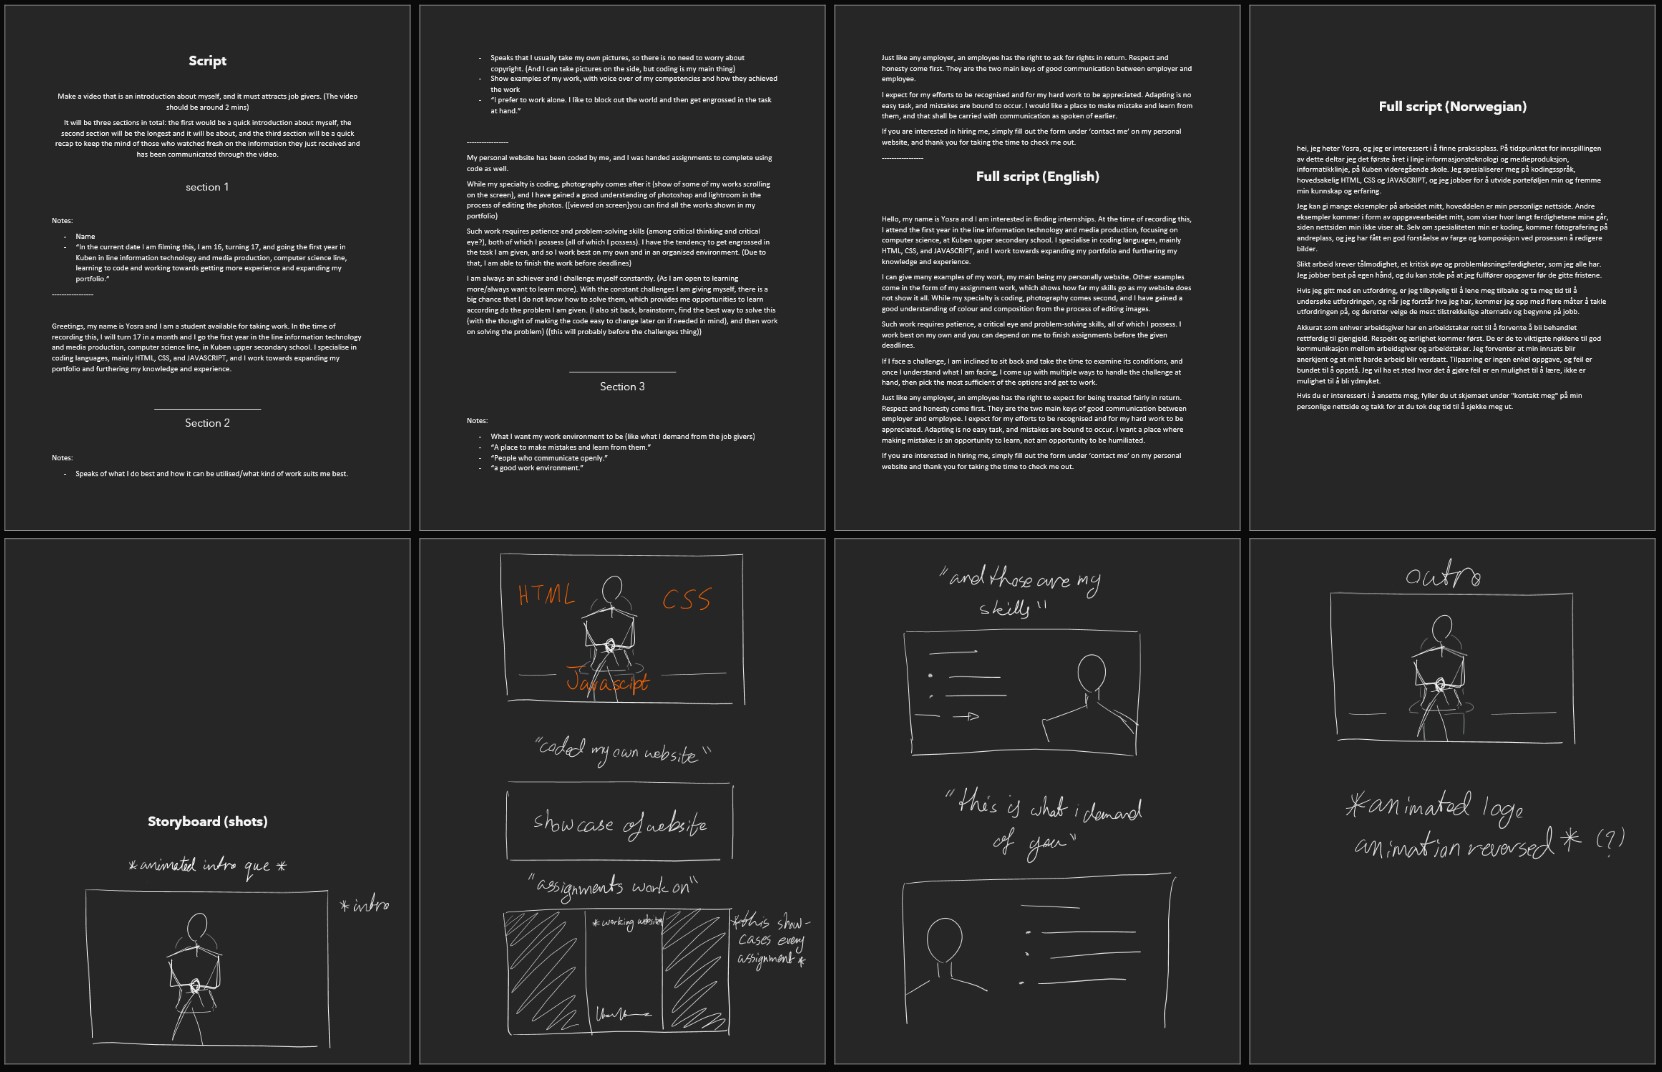 Script
Make a video that is an introduction about myself, and it must attracts job givers. (The video
should be around 2 mins)
It will be three sections in total: the first would be a quick introduction about myself, the
second section will be the longest and it will be about, and the third section will be a quick
recap to keep the mind of those who watched fresh on the information they just received and
has been communicated through the video.
section 1
Notes:
- Name
- "In the current date I am filming this, I am 16, turning 17, and going the first year in
Kuben in line information technology and media production, computer science line,
learning to code and working towards getting more experience and expanding my
portfolio."
-----------------
Greetings, my name is Yosra and I am a student available for taking work. In the time of
recording this, I will turn 17 in a month and I go the first year in the line information technology
and media production, computer science line, in Kuben upper secondary school. I specialise in
coding languages, mainly HTML, CSS, and JAVASCRIPT, and I work towards expanding my
portfolio and furthering my knowledge and experience.
Section 2
Notes:
- Speaks of what I do best and how it can be utilised/what kind of work suits me best.
- Speaks that I usually take my own pictures, so there is no need to worry about
copyright. (And I can take pictures on the side, but coding is my main thing)
- Show examples of my work, with voice over of my competencies and how they achieved
the work
- "I prefer to work alone. I like to block out the world and then get engrossed in the task
at hand."
-----------------
My personal website has been coded by me, and I was handed assignments to complete using
code as well.
While my specialty is coding, photography comes after it (show of some of my works scrolling
on the screen), and I have gained a good understanding of photoshop and lightroom in the
process of editing the photos. ([viewed on screen]you can find all the works shown in my
portfolio)
Such work requires patience and problem-solving skills (among critical thinking and critical
eye?), both of which I possess (all of which I possess). I have the tendency to get engrossed in
the task I am given, and so I work best on my own and in an organised environment. (Due to
that, I am able to finish the work before deadlines)
I am always an achiever and I challenge myself constantly. (As I am open to learning
more/always want to learn more). With the constant challenges I am giving myself, there is a
big chance that I do not know how to solve them, which provides me opportunities to learn
according do the problem I am given. (I also sit back, brainstorm, find the best way to solve this
(with the thought of making the code easy to change later on if needed in mind), and then work
on solving the problem) ((this will probably before the challenges thing))
Section 3
Notes:
- What I want my work environment to be (like what I demand from the job givers)
- "A place to make mistakes and learn from them."
- "People who communicate openly."
- "a good work environment."
Just like any employer, an employee has the right to ask for rights in return. Respect and
honesty come first. They are the two main keys of good communication between employer and
employee.
I expect for my efforts to be recognised and for my hard work to be appreciated. Adapting is no
easy task, and mistakes are bound to occur. I would like a place to make mistake and learn from
them, and that shall be carried with communication as spoken of earlier.
If you are interested in hiring me, simply fill out the form under 'contact me' on my personal
website, and thank you for taking the time to check me out.
-----------------
Full script (English)
Hello, my name is Yosra and I am interested in finding internships. At the time of recording this,
I attend the first year in the line information technology and media production, focusing on
computer science, at Kuben upper secondary school. I specialise in coding languages, mainly
HTML, CSS, and JAVASCRIPT, and I work towards expanding my portfolio and furthering my
knowledge and experience.
I can give many examples of my work, my main being my personally website. Other examples
come in the form of my assignment work, which shows how far my skills go as my website does
not show it all. While my specialty is coding, photography comes second, and I have gained a
good understanding of colour and composition from the process of editing images.
Such work requires patience, a critical eye and problem-solving skills, all of which I possess. I
work best on my own and you can depend on me to finish assignments before the given
deadlines.
If I face a challenge, I am inclined to sit back and take the time to examine its conditions, and
once I understand what I am facing, I come up with multiple ways to handle the challenge at
hand, then pick the most sufficient of the options and get to work.
Just like any employer, an employee has the right to expect for being treated fairly in return.
Respect and honesty come first. They are the two main keys of good communication between
employer and employee. I expect for my efforts to be recognised and for my hard work to be
appreciated. Adapting is no easy task, and mistakes are bound to occur. I want a place where
making mistakes is an opportunity to learn, not am opportunity to be humiliated.
If you are interested in hiring me, simply fill out the form under 'contact me' on my personal
website and thank you for taking the time to check me out.
Full script (Norwegian)
hei, jeg heter Yosra, og jeg er interessert i å finne praksisplass. På tidspunktet for innspillingen
av dette deltar jeg det første året i linje informasjonsteknologi og medieproduksjon,
informatikklinje, på Kuben videregående skole. Jeg spesialiserer meg på kodingsspråk,
hovedsakelig HTML, CSS og JAVASCRIPT, og jeg jobber for å utvide porteføljen min og fremme
min kunnskap og erfaring.
Jeg kan gi mange eksempler på arbeidet mitt, hoveddelen er min personlige nettside. Andre
eksempler kommer i form av oppgavearbeidet mitt, som viser hvor langt ferdighetene mine går,
siden nettsiden min ikke viser alt. Selv om spesialiteten min er koding, kommer fotografering på
andreplass, og jeg har fått en god forståelse av farge og komposisjon ved prosessen å redigere
bilder.
Slikt arbeid krever tålmodighet, et kritisk øye og problemløsningsferdigheter, som jeg alle har.
Jeg jobber best på egen hånd, og du kan stole på at jeg fullfører oppgaver før de gitte fristene.
Hvis jeg gitt med en utfordring, er jeg tilbøyelig til å lene meg tilbake og ta meg tid til å
undersøke utfordringen, og når jeg forstår hva jeg har, kommer jeg opp med flere måter å takle
utfordringen på, og deretter velge de mest tilstrekkelige alternativ og begynne på jobb.
Akkurat som enhver arbeidsgiver har en arbeidstaker rett til å forvente å bli behandlet
rettferdig til gjengjeld. Respekt og ærlighet kommer først. De er de to viktigste nøklene til god
kommunikasjon mellom arbeidsgiver og arbeidstaker. Jeg forventer at min innsats blir
anerkjent og at mitt harde arbeid blir verdsatt. Tilpasning er ingen enkel oppgave, og feil er
bundet til å oppstå. Jeg vil ha et sted hvor det å gjøre feil er en mulighet til å lære, ikke er
mulighet til å bli ydmyket.
Hvis du er interessert i å ansette meg, fyller du ut skjemaet under "kontakt meg" på min
personlige nettside og takk for at du tok deg tid til å sjekke meg ut.
Storyboard (shots)
*animated intro que*
*intro
HTML CSS
Javascipt
"coded my own website"
showcase of website
"assignments work on"
*working website
*this show-
cases every
assignment*
"and those are my
skills"
"this is what i demand
of you"
outro
*animated logo
animation reversed* (?)